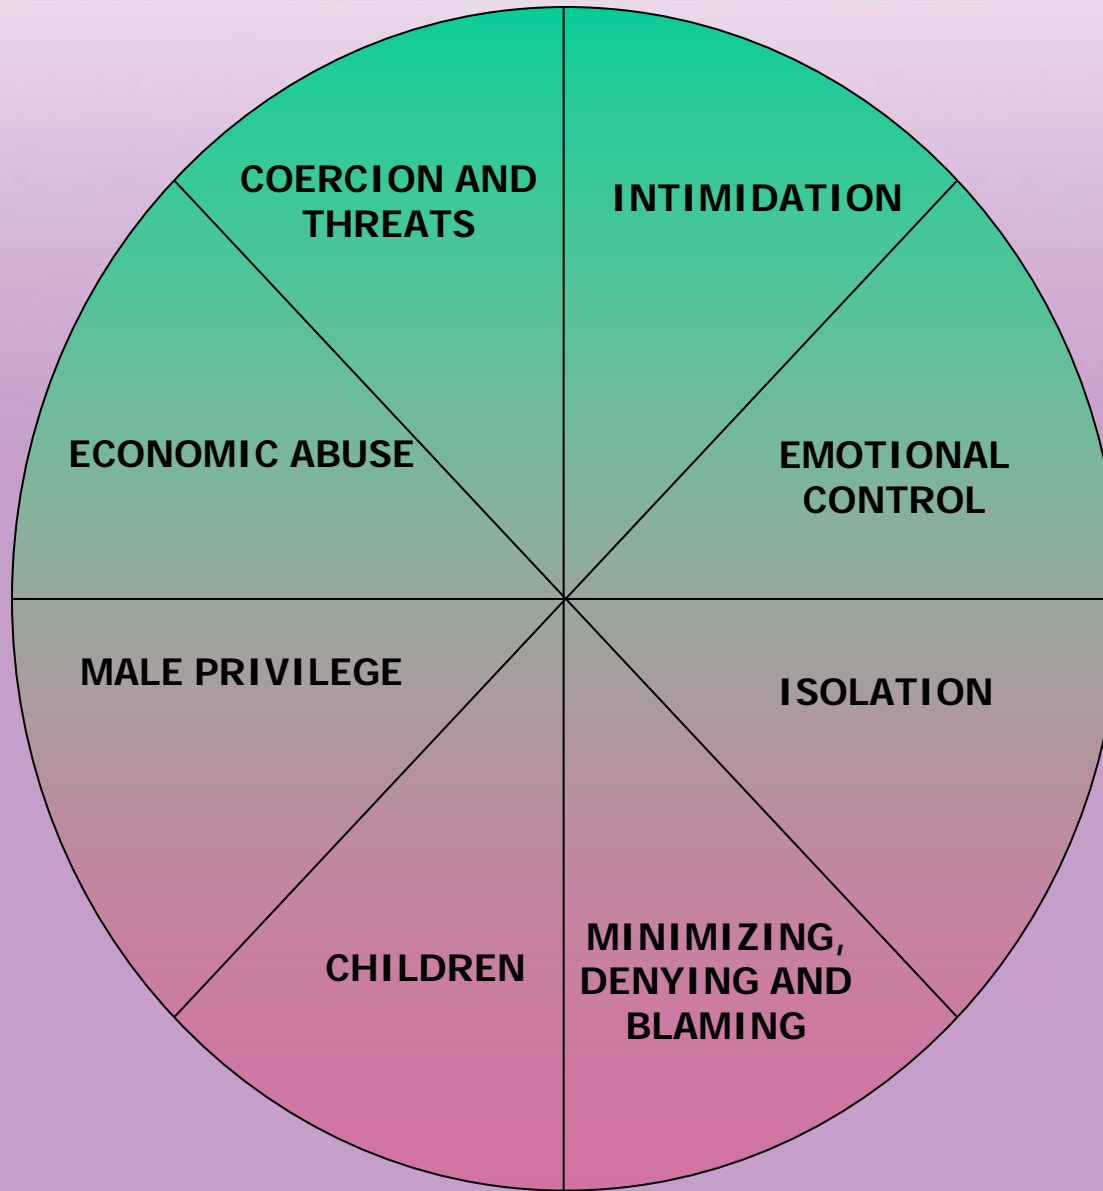 COERCION AND
THREATS
INTIMIDATION
ECONOMIC ABUSE
EMOTIONAL
CONTROL
MALE PRIVILEGE
ISOLATION
CHILDREN
MINIMIZING,
DENYING AND
BLAMING